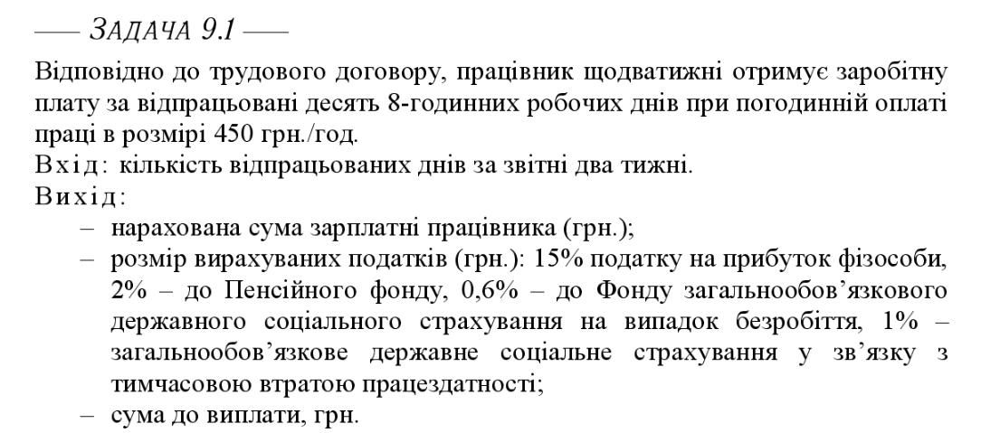 — ЗАДАЧА 9.1 —
Відповідно до трудового договору, працівник щодватижні отримує заробітну
плату за відпрацьовані десять 8-годинних робочих днів при погодинній оплаті
праці в розмірі 450 грн./год.
Вхід: кількість відпрацьованих днів за звітні два тижні.
Вихід:
– нарахована сума зарплатні працівника (грн.);
– розмір вирахуваних податків (грн.): 15% податку на прибуток фізособи,
2% – до Пенсійного фонду, 0,6% – до Фонду загальнообов’язкового
державного соціального страхування на випадок безробіття, 1% –
загальнообов’язкове державне соціальне страхування у зв’язку з
тимчасовою втратою працездатності;
– сума до виплати, грн.